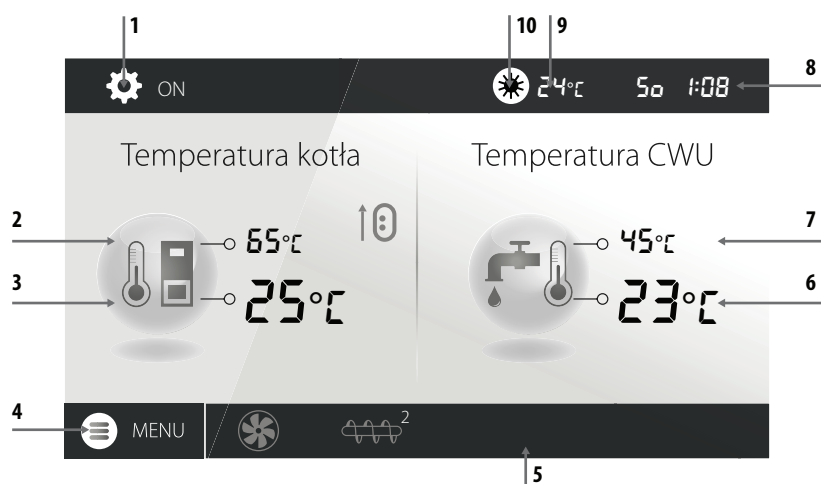 1 10 9
8
ON 24°C So 1:08
Temperatura kotła Temperatura CWU
2 65°C 45°C 7
3 25°C 23°C 6
4 MENU 2
5